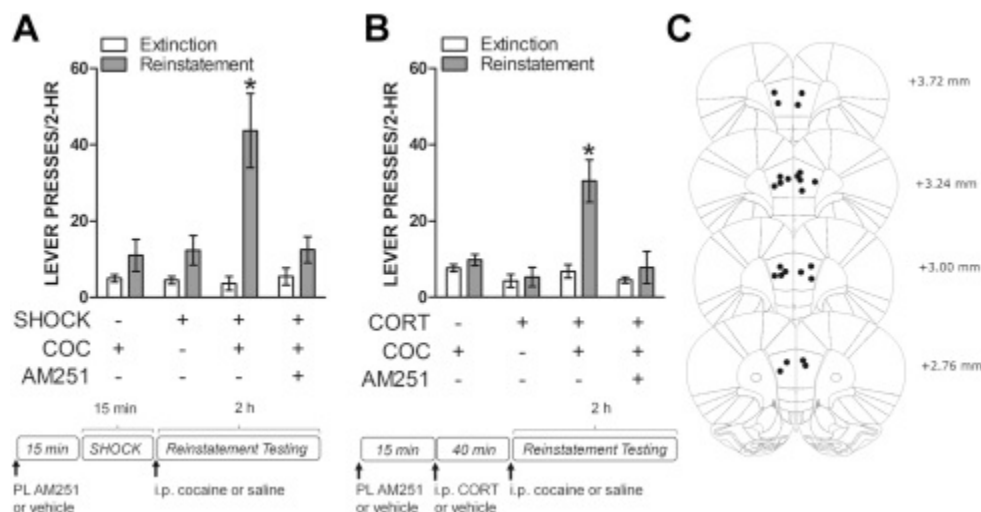 A
Extinction
Reinstatement
LEVER PRESSES/2-HR
60
40
20
0
*
SHOCK - + + +
COC + - + +
AM251 - - - +
15 min 2 h
15 min SHOCK Reinstatement Testing
PL AM251
or vehicle
i.p. cocaine or saline
B
Extinction
Reinstatement
LEVER PRESSES/2-HR
60
40
20
0
*
CORT - + + +
COC + - + +
AM251 - - - +
2 h
15 min 40 min Reinstatement Testing
PL AM251
or vehicle
i.p. CORT
or vehicle
i.p. cocaine or saline
C
+3.72 mm
+3.24 mm
+3.00 mm
+2.76 mm